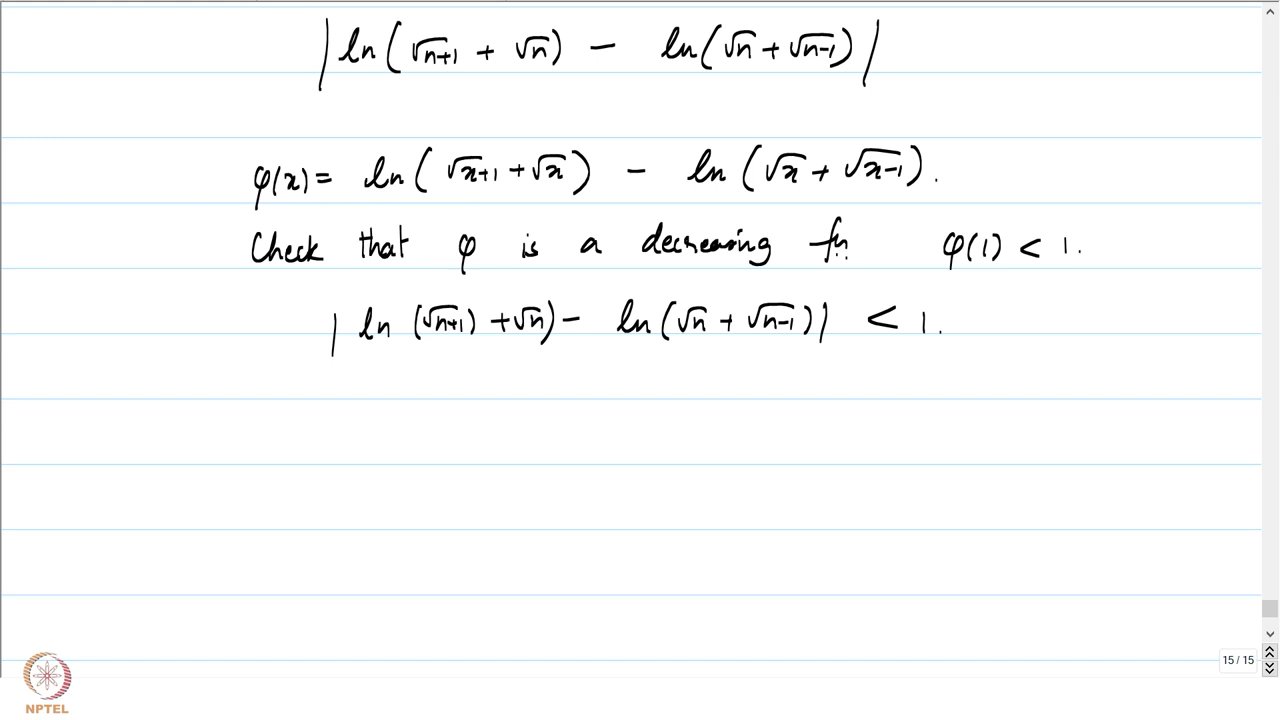 | ln(√n+1 + √n) − ln(√n + √n−1) |
φ(x) = ln(√x+1 + √x) − ln(√x + √x−1).
Check that φ is a decreasing fn. φ(1) < 1.
| ln (√n+1) + √n) − ln(√n + √n−1) | < 1.
15 / 15
NPTEL